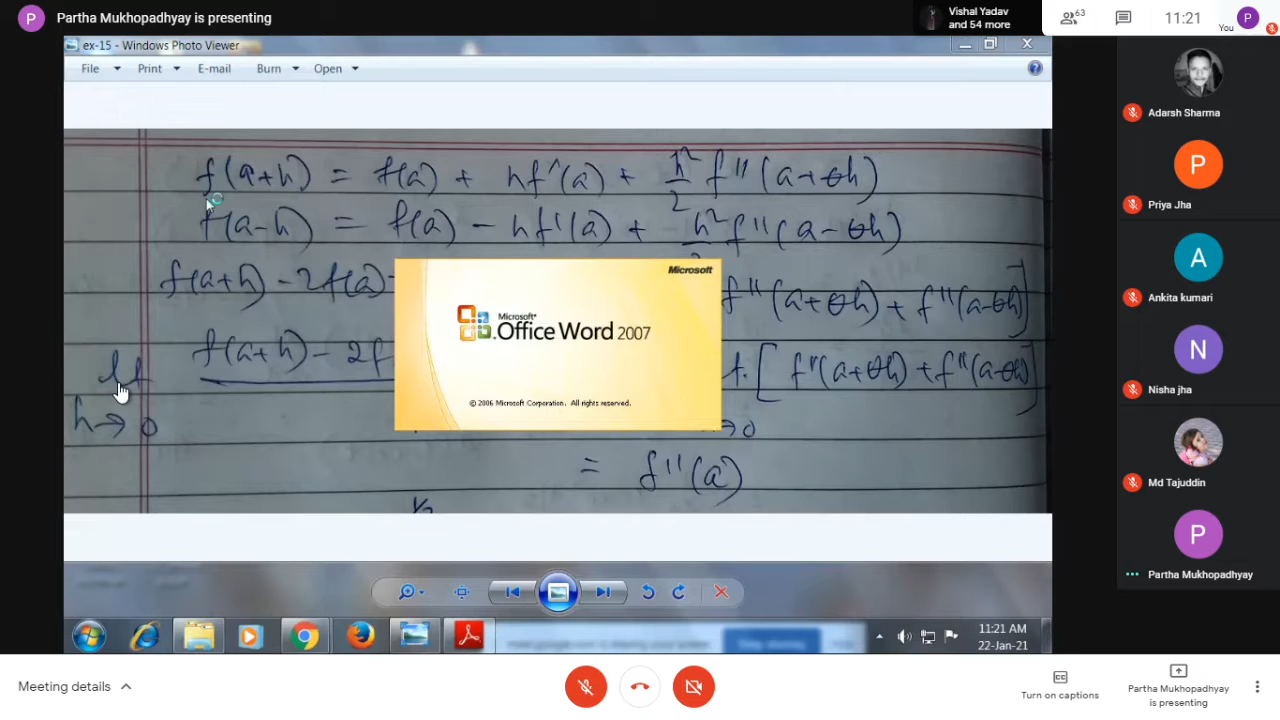 Partha Mukhopadhyay is presenting
Vishal Yadav
and 54 more
63
11:21
You
P
ex-15 - Windows Photo Viewer
File Print E-mail Burn Open
f(a+h) = f(a) + hf'(a) + h²/2 f''(a+θh)
f(a-h) = f(a) - hf'(a) + h² f''(a-θh)
f(a+h) - 2f(a) f''(a+θh) + f''(a-θh)]
lt f(a+h) - 2f [f''(a+θh) + f''(a-θh)]
h→0 →0
= f''(a)
Microsoft
Microsoft
Office Word 2007
© 2006 Microsoft Corporation. All rights reserved.
11:21 AM
22-Jan-21
Adarsh Sharma
P
Priya Jha
A
Ankita kumari
N
Nisha jha
Md Tajuddin
P
Partha Mukhopadhyay
Meeting details
Turn on captions
Partha Mukhopadhyay
is presenting